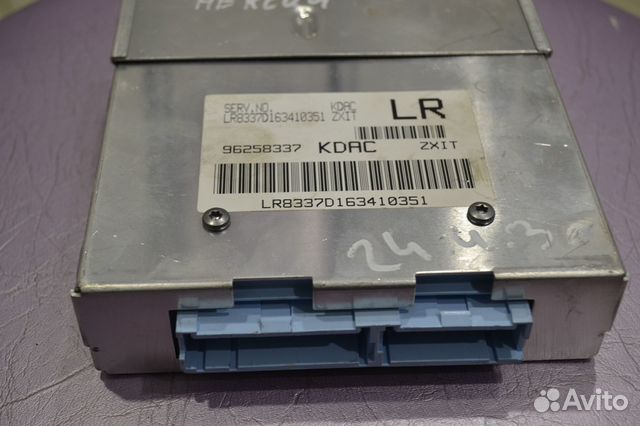 SERV.NO. KDAC LR
LR8337D163410351 ZXIT
96258337 KDAC ZXIT
LR8337D163410351
Avito